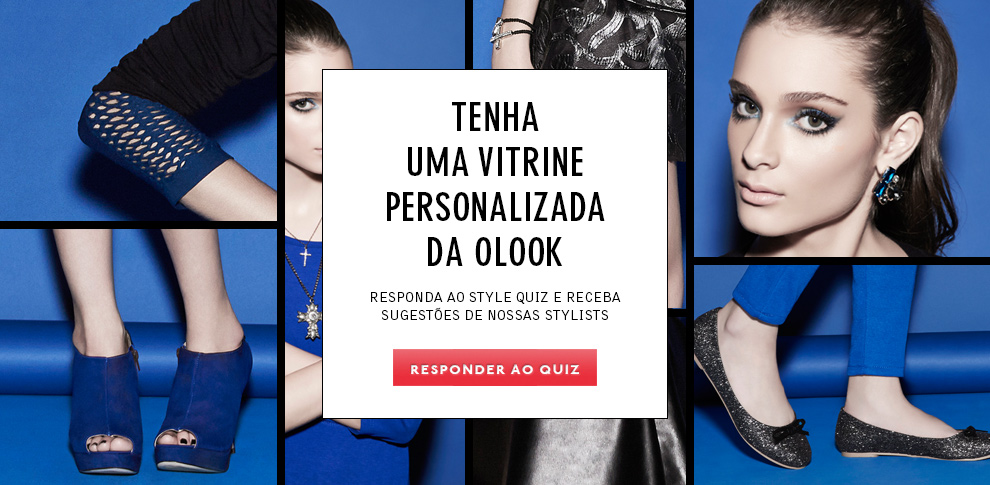 TENHA
UMA VITRINE
PERSONALIZADA
DA OLOOK
RESPONDA AO STYLE QUIZ E RECEBA
SUGESTÕES DE NOSSAS STYLISTS
RESPONDER AO QUIZ